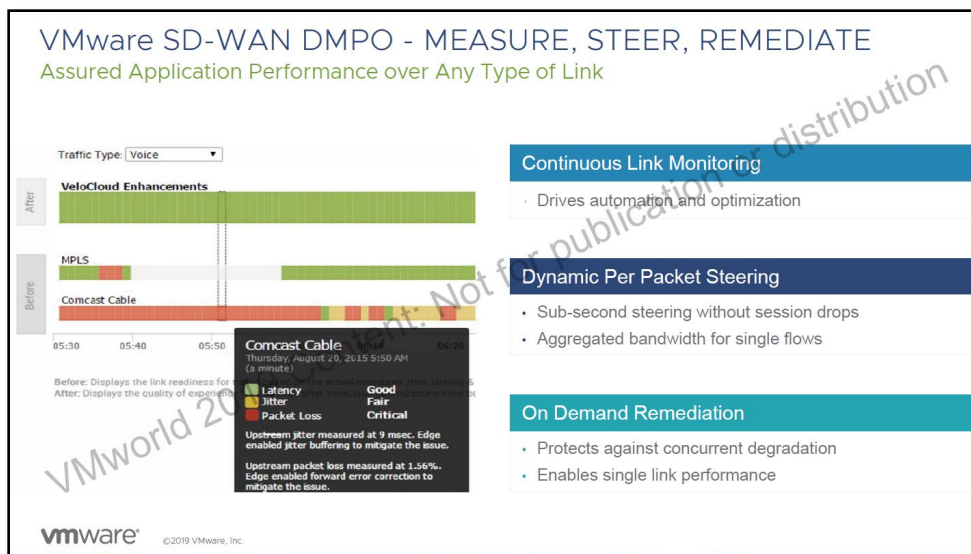 VMware SD-WAN DMPO - MEASURE, STEER, REMEDIATE
Assured Application Performance over Any Type of Link
Traffic Type: Voice
VeloCloud Enhancements
After
MPLS
Before
Comcast Cable
05:30 05:40 05:50 06:20
Comcast Cable
Thursday, August 20, 2015 5:50 AM
(a minute)
Latency Good
Jitter Fair
Packet Loss Critical
Upstream jitter measured at 9 msec. Edge
enabled jitter buffering to mitigate the issue.
Upstream packet loss measured at 1.56%.
Edge enabled forward error correction to
mitigate the issue.
Before: Displays the link readiness for
After: Displays the quality of
Continuous Link Monitoring
· Drives automation and optimization
Dynamic Per Packet Steering
• Sub-second steering without session drops
• Aggregated bandwidth for single flows
On Demand Remediation
• Protects against concurrent degradation
• Enables single link performance
VMworld 2019 Content: Not for publication or distribution
vmware® ©2019 VMware, Inc.